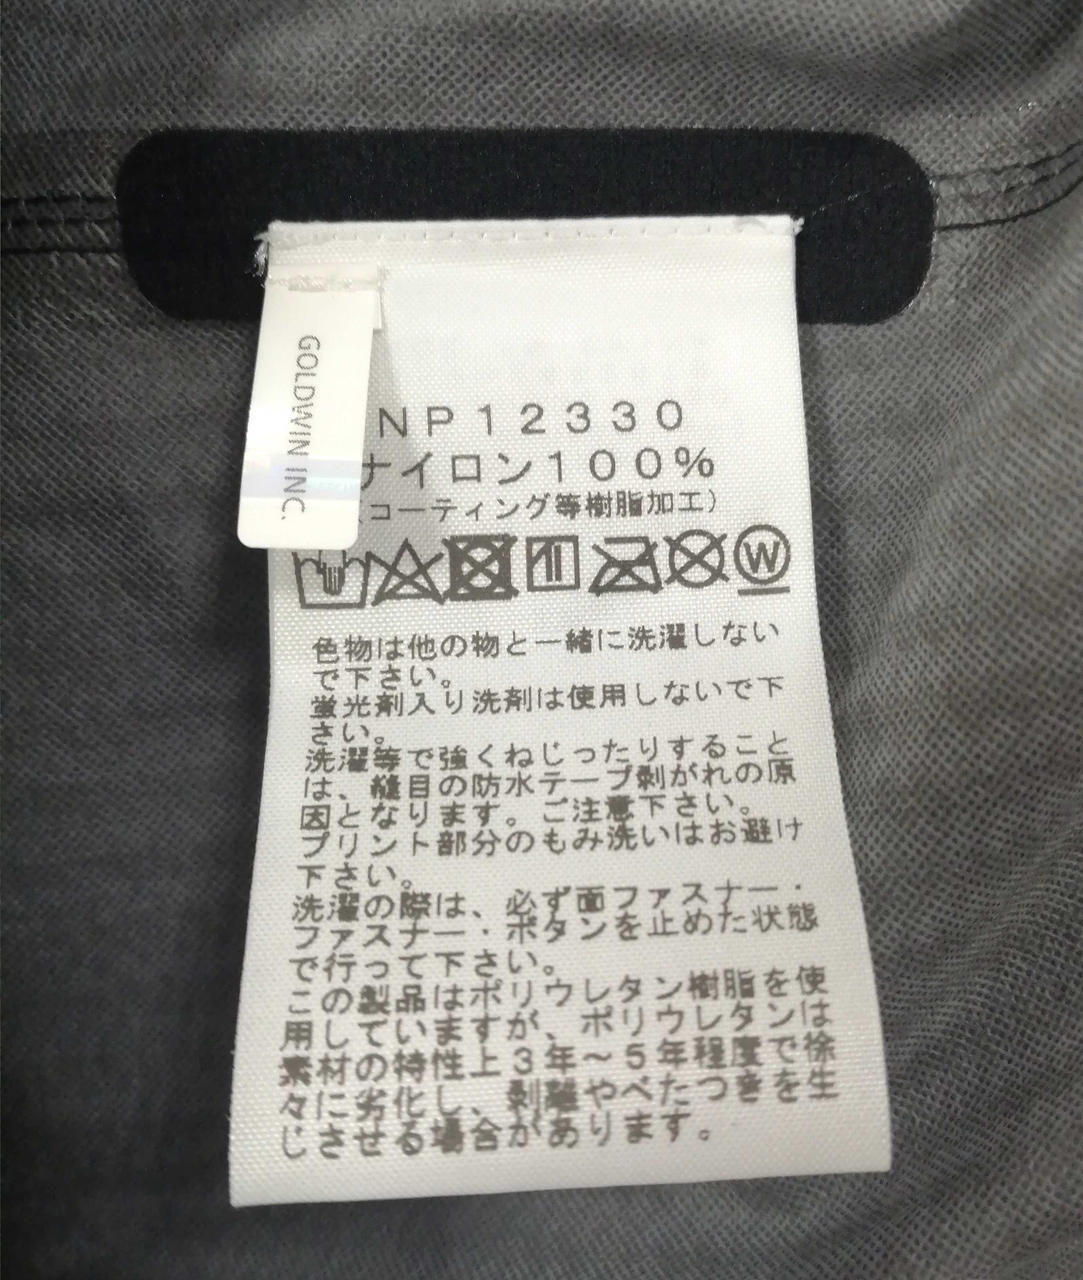 GOLDWIN INC.
NP12330
ナイロン100%
(コーティング等樹脂加工)
W
色物は他の物と一緒に洗濯しない
で下さい。
蛍光剤入り洗剤は使用しないで下
さい。
洗濯等で強くねじったりすること
は、縫目の防水テープ剥がれの原
因となります。ご注意下さい。
プリント部分のもみ洗いはお避け
下さい。
洗濯の際は、必ず面ファスナー・
ファスナー・ボタンを止めた状態
で行って下さい。
この製品はポリウレタン樹脂を使
用していますが、ポリウレタンは
素材の特性上3年～5年程度で徐
々に劣化し、剥離やべたつきを生
じさせる場合があります。